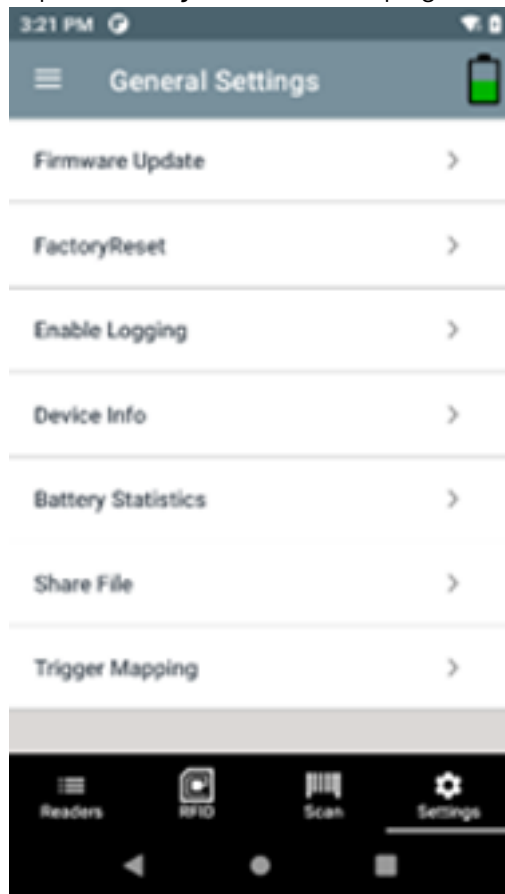 3:21 PM
General Settings
Firmware Update
FactoryReset
Enable Logging
Device Info
Battery Statistics
Share File
Trigger Mapping
Readers
RFID
Scan
Settings